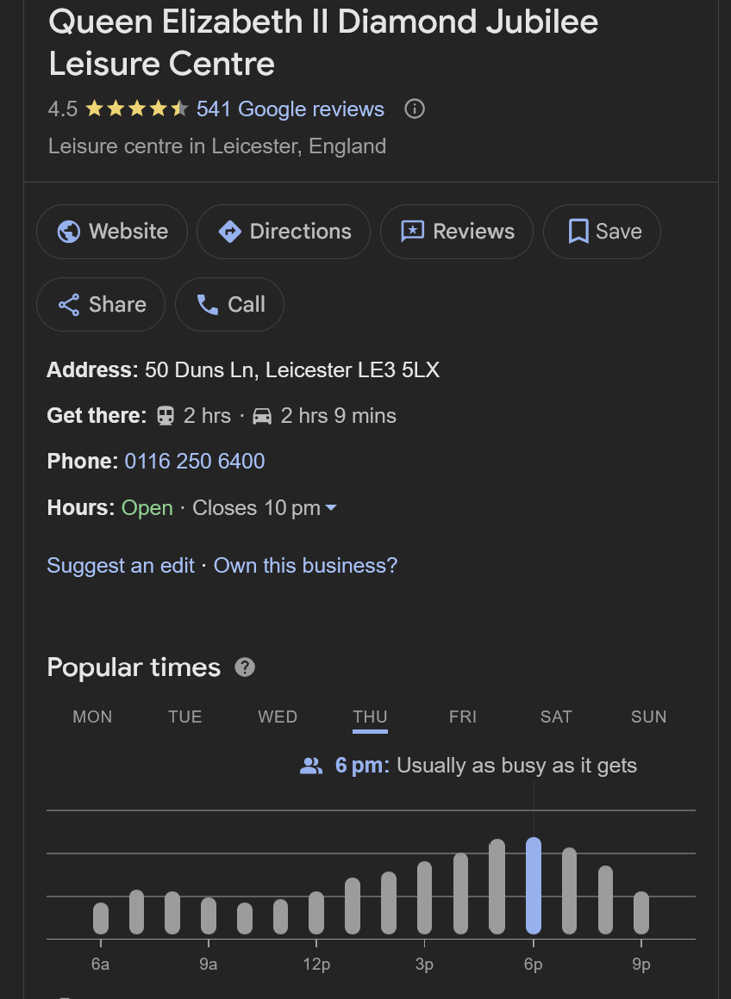 Queen Elizabeth II Diamond Jubilee
Leisure Centre
4.5 541 Google reviews
Leisure centre in Leicester, England
Website Directions Reviews Save
Share Call
Address: 50 Duns Ln, Leicester LE3 5LX
Get there: 2 hrs · 2 hrs 9 mins
Phone: 0116 250 6400
Hours: Open · Closes 10 pm
Suggest an edit · Own this business?
Popular times ?
MON TUE WED THU FRI SAT SUN
6 pm: Usually as busy as it gets
6a 9a 12p 3p 6p 9p